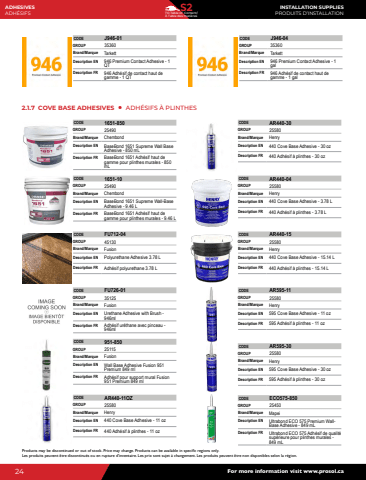 ADHESIVES
ADHÉSIFS
S2
INSTALLATION SUPPLIES
PRODUITS D'INSTALLATION
946
CODE J946-01
GROUP 35360
Brand/Marque Tarkett
Description EN 946 Premium Contact Adhesive - 1
QT
Description FR 946 Adhésif de contact haut de
gamme - 1 QT
946
CODE J946-04
GROUP 35360
Brand/Marque Tarkett
Description EN 946 Premium Contact Adhesive - 1
gal
Description FR 946 Adhésif de contact haut de
gamme - 1 gal
2.1.7 COVE BASE ADHESIVES • ADHÉSIFS À PLINTHES
CODE 1651-850
GROUP 25490
Brand/Marque Chembond
Description EN BaseBond 1651 Supreme Wall-Base
Adhesive - 850 mL
Description FR BaseBond 1651 Adhésif haut de
gamme pour plinthes murales - 850
mL
CODE AR440-30
GROUP 25580
Brand/Marque Henry
Description EN 440 Cove Base Adhesive - 30 oz
Description FR 440 Adhésif à plinthes - 30 oz
CODE 1651-10
GROUP 25490
Brand/Marque Chembond
Description EN BaseBond 1651 Supreme Wall-Base
Adhesive - 9.46 L
Description FR BaseBond 1651 Adhésif haut de
gamme pour plinthes murales - 9.46 L
CODE AR440-04
GROUP 25580
Brand/Marque Henry
Description EN 440 Cove Base Adhesive - 3.78 L
Description FR 440 Adhésif à plinthes - 3.78 L
CODE FU712-04
GROUP 45130
Brand/Marque Fusion
Description EN Polyurethane Adhesive 3.78 L
Description FR Adhésif polyurethane 3.78 L
CODE AR440-15
GROUP 25580
Brand/Marque Henry
Description EN 440 Cove Base Adhesive - 15.14 L
Description FR 440 Adhésif à plinthes - 15.14 L
IMAGE
COMING SOON
IMAGE BIENTÔT
DISPONIBLE
CODE FU726-01
GROUP 35125
Brand/Marque Fusion
Description EN Urethane Adhesive with Brush -
946ml
Description FR Adhésif uréthane avec pinceau -
946ml
CODE AR595-11
GROUP 25580
Brand/Marque Henry
Description EN 595 Cove Base Adhesive - 11 oz
Description FR 595 Adhésif à plinthes - 11 oz
CODE 951-850
GROUP 25115
Brand/Marque Fusion
Description EN Wall Base Adhesive Fusion 951
Premium 849 ml
Description FR Adhésif pour support mural Fusion
951 Premium 849 ml
CODE AR595-30
GROUP 25580
Brand/Marque Henry
Description EN 595 Cove Base Adhesive - 30 oz
Description FR 595 Adhésif à plinthes - 30 oz
CODE AR440-11OZ
GROUP 25580
Brand/Marque Henry
Description EN 440 Cove Base Adhesive - 11 oz
Description FR 440 Adhésif à plinthes - 11 oz
CODE ECO575-850
GROUP 25450
Brand/Marque Mapei
Description EN Ultrabond ECO 575 Premium Wall-
Base Adhesive - 849 mL
Description FR Ultrabond ECO 575 Adhésif de qualité
supérieure pour plinthes murales -
849 mL
Products may be discontinued or out of stock. Price may change. Products can be available in specific regions only.
Les produits peuvent être discontinués ou en rupture d'inventaire. Les prix sont sujet à changement. Les produits peuvent être non disponibles selon la région.
24
For more information visit www.prosol.ca